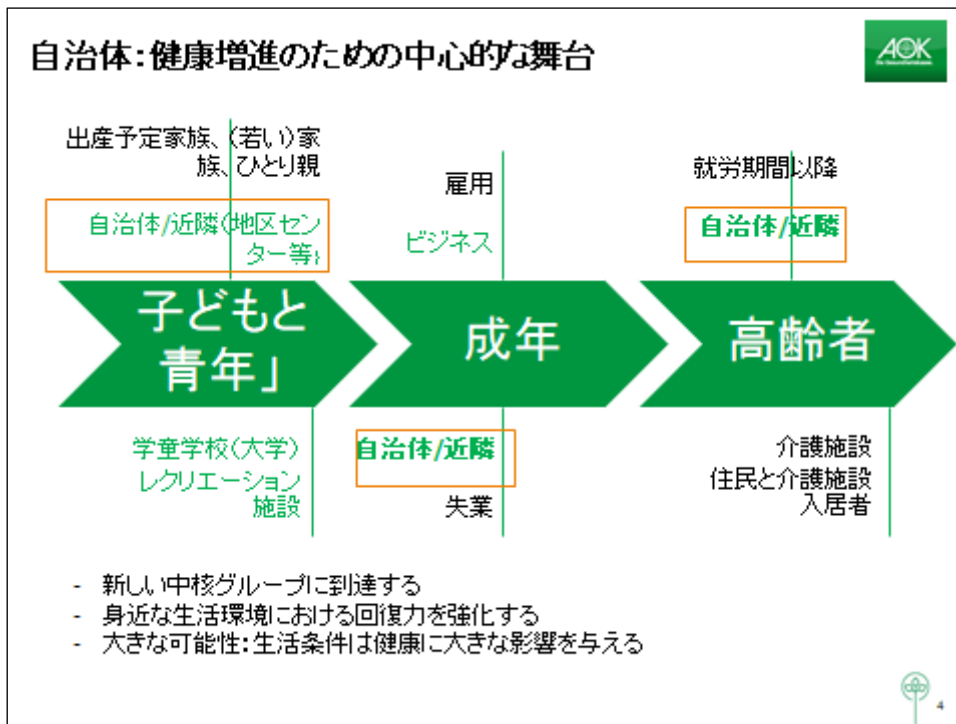 自治体：健康増進のための中心的な舞台
AOK
Die Gesundheitskasse.
出産予定家族、（若い）家
族、ひとり親
自治体/近隣（地区セン
ター等）
雇用
ビジネス
就労期間以降
自治体/近隣
子どもと
青年」
成年
高齢者
学童学校（大学）
レクリエーション
施設
自治体/近隣
失業
介護施設
住民と介護施設
入居者
- 新しい中核グループに到達する
- 身近な生活環境における回復力を強化する
- 大きな可能性：生活条件は健康に大きな影響を与える
4